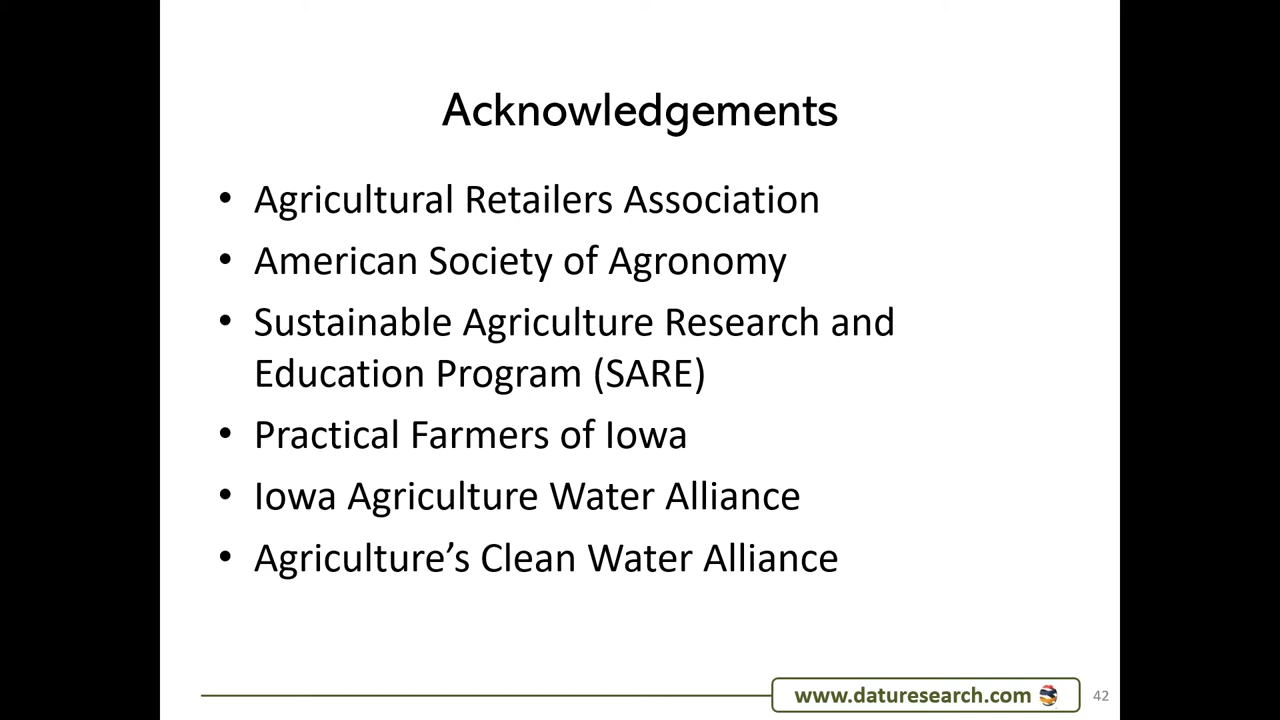 Acknowledgements
• Agricultural Retailers Association
• American Society of Agronomy
• Sustainable Agriculture Research and
Education Program (SARE)
• Practical Farmers of Iowa
• Iowa Agriculture Water Alliance
• Agriculture’s Clean Water Alliance
www.daturesearch.com
42